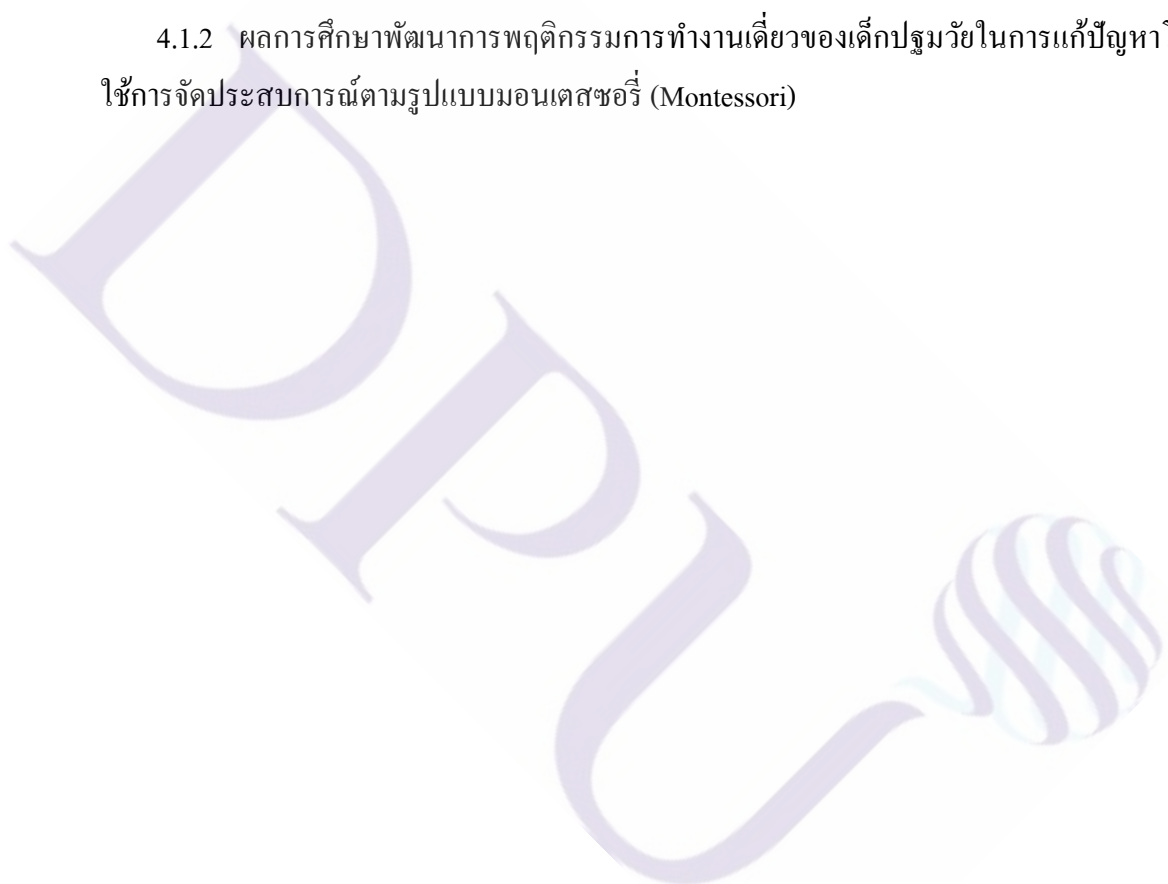 4.1.2 ผลการศึกษาพัฒนาการพฤติกรรมการทำงานเดี่ยวของเด็กปฐมวัยในการแก้ปัญหา
ใช้การจัดประสบการณ์ตามรูปแบบมอนเตสซอรี่ (Montessori)
DPU